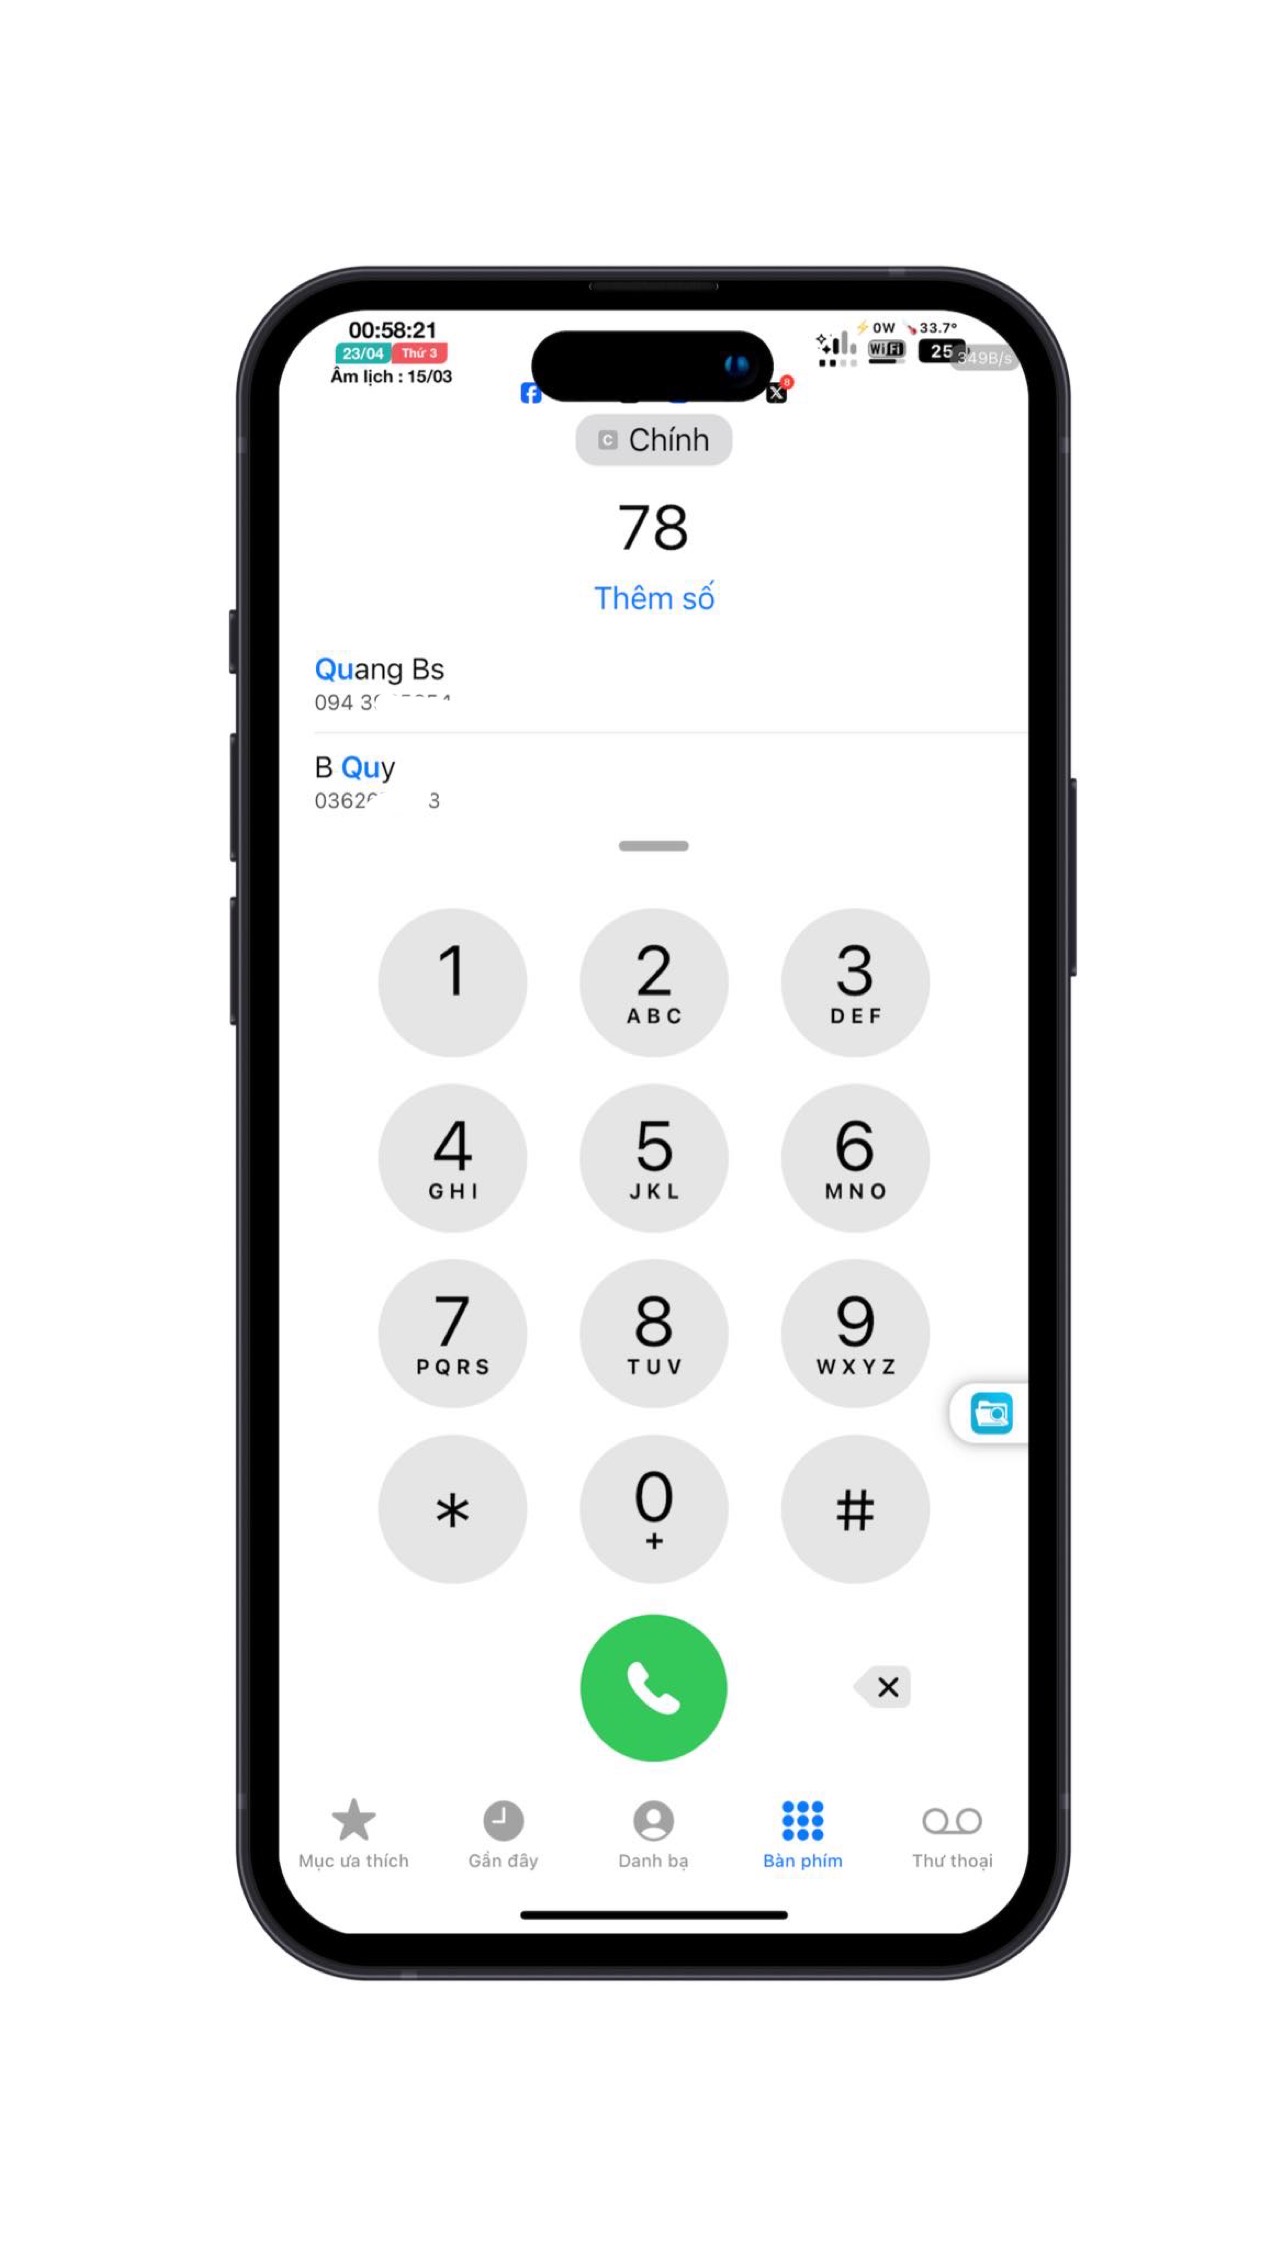 00:58:21
23/04 Thứ 3
Âm lịch : 15/03
0W 33.7°
WiFi 25 349B/s
8
C Chính
78
Thêm số
Quang Bs
094 3
B Quy
0362 3
1
2 3
ABC DEF
4 5 6
GHI JKL MNO
7 8 9
PQRS TUV WXYZ
* 0 #
+
Mục ưa thích Gần đây Danh bạ Bàn phím Thư thoại